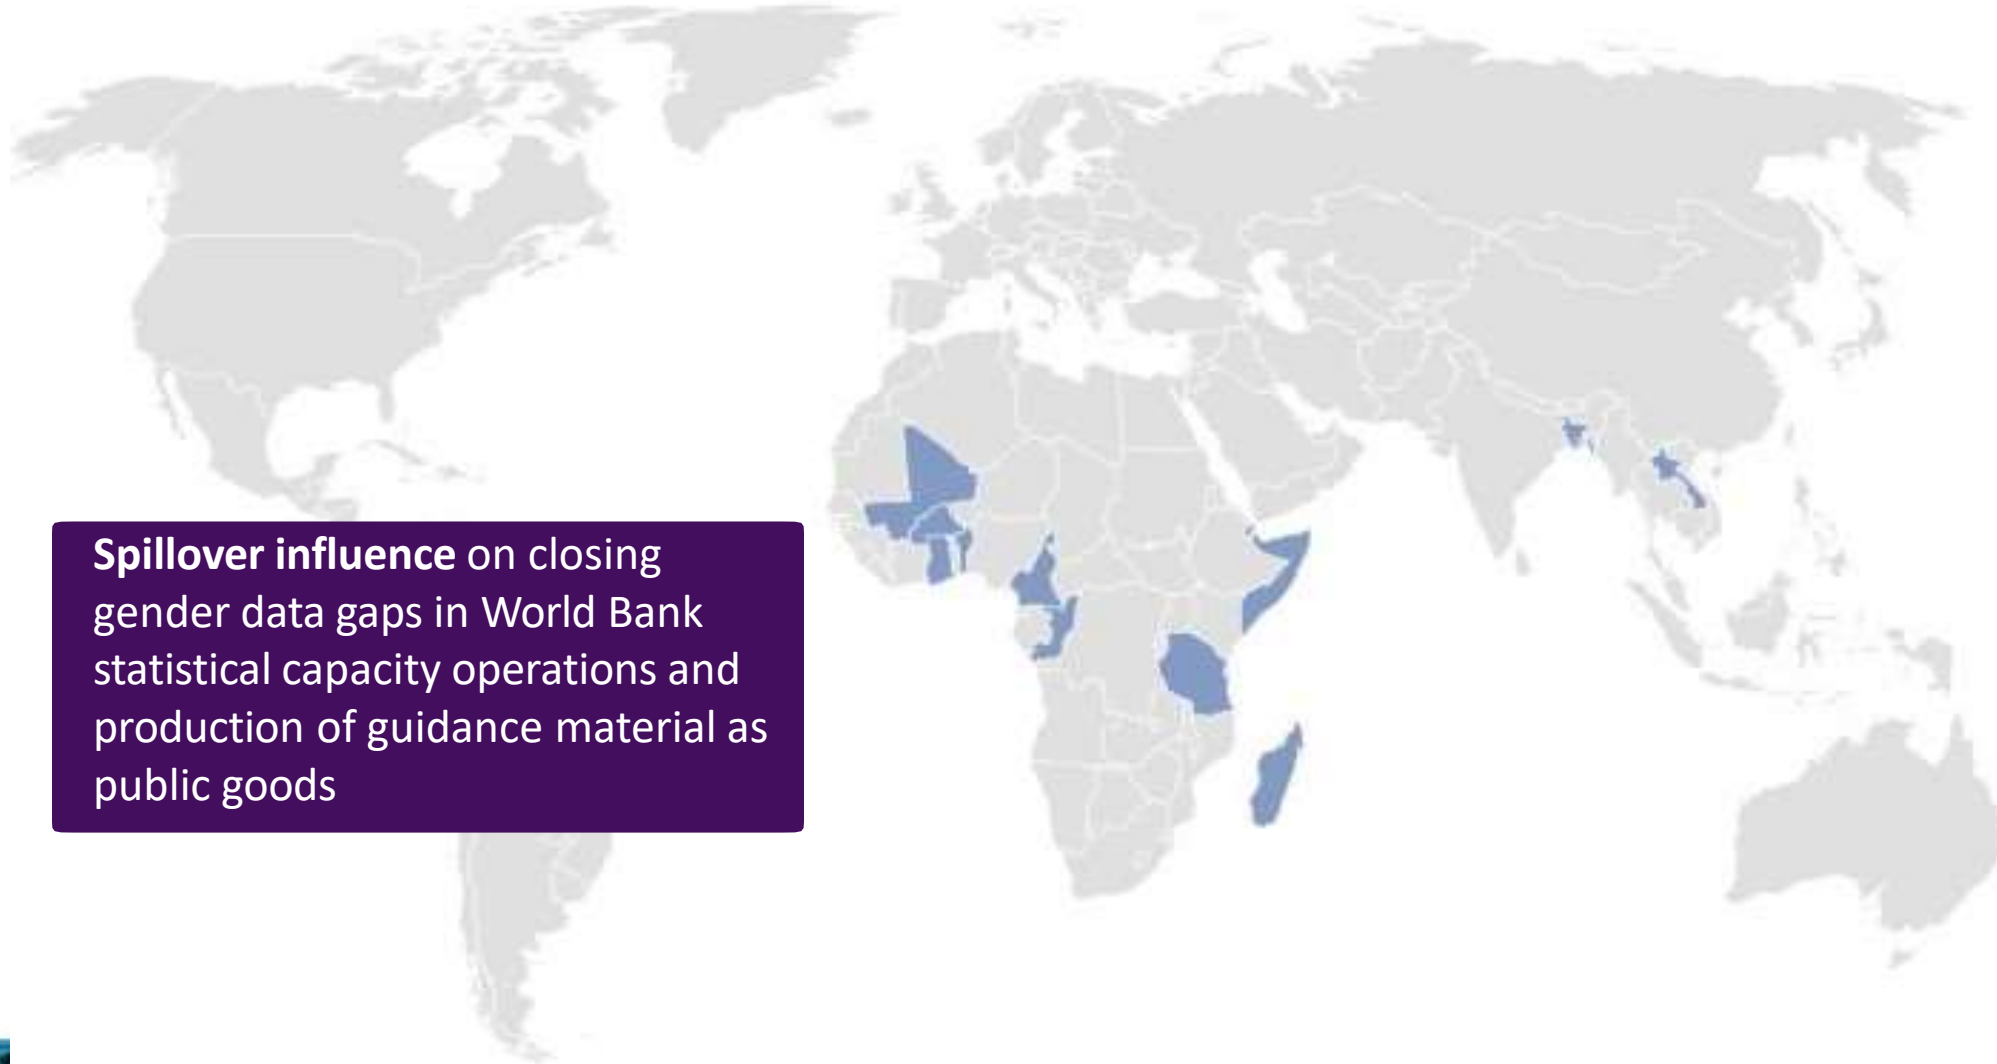 Spillover influence on closing
gender data gaps in World Bank
statistical capacity operations and
production of guidance material as
public goods